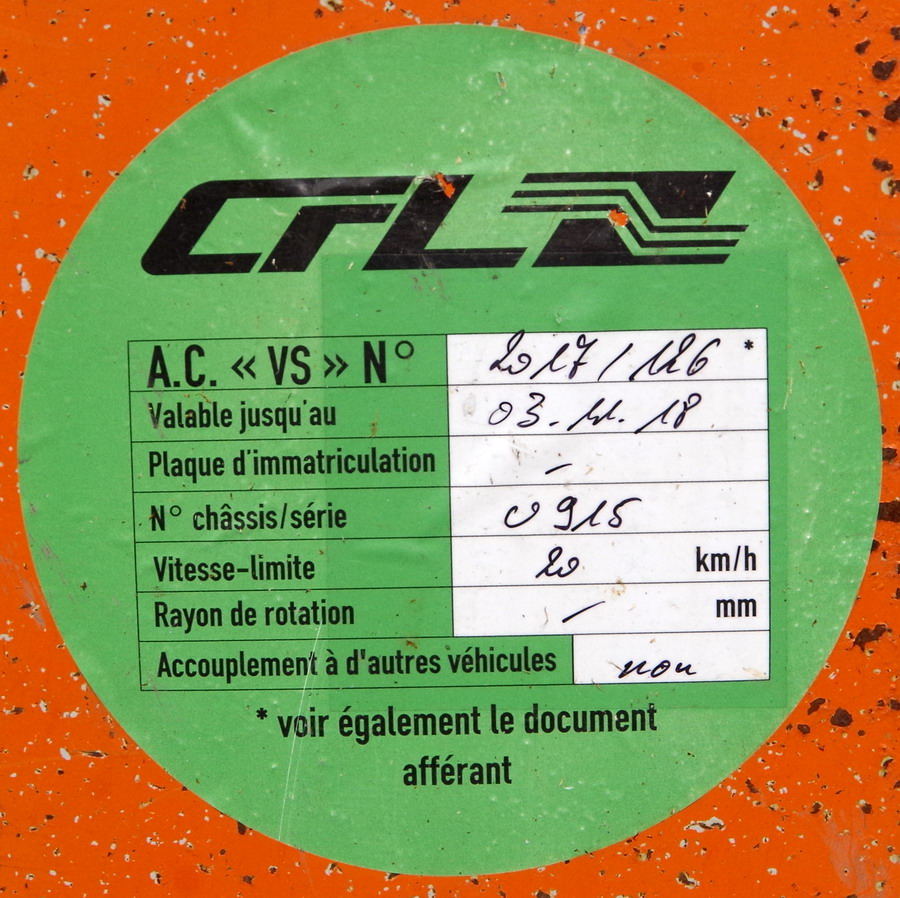 CFL
A.C. « VS » N° 2017/126 *
Valable jusqu'au 03.11.18
Plaque d'immatriculation –
N° châssis/série 0915
Vitesse-limite 20 km/h
Rayon de rotation – mm
Accouplement à d'autres véhicules non
* voir également le document
afférant